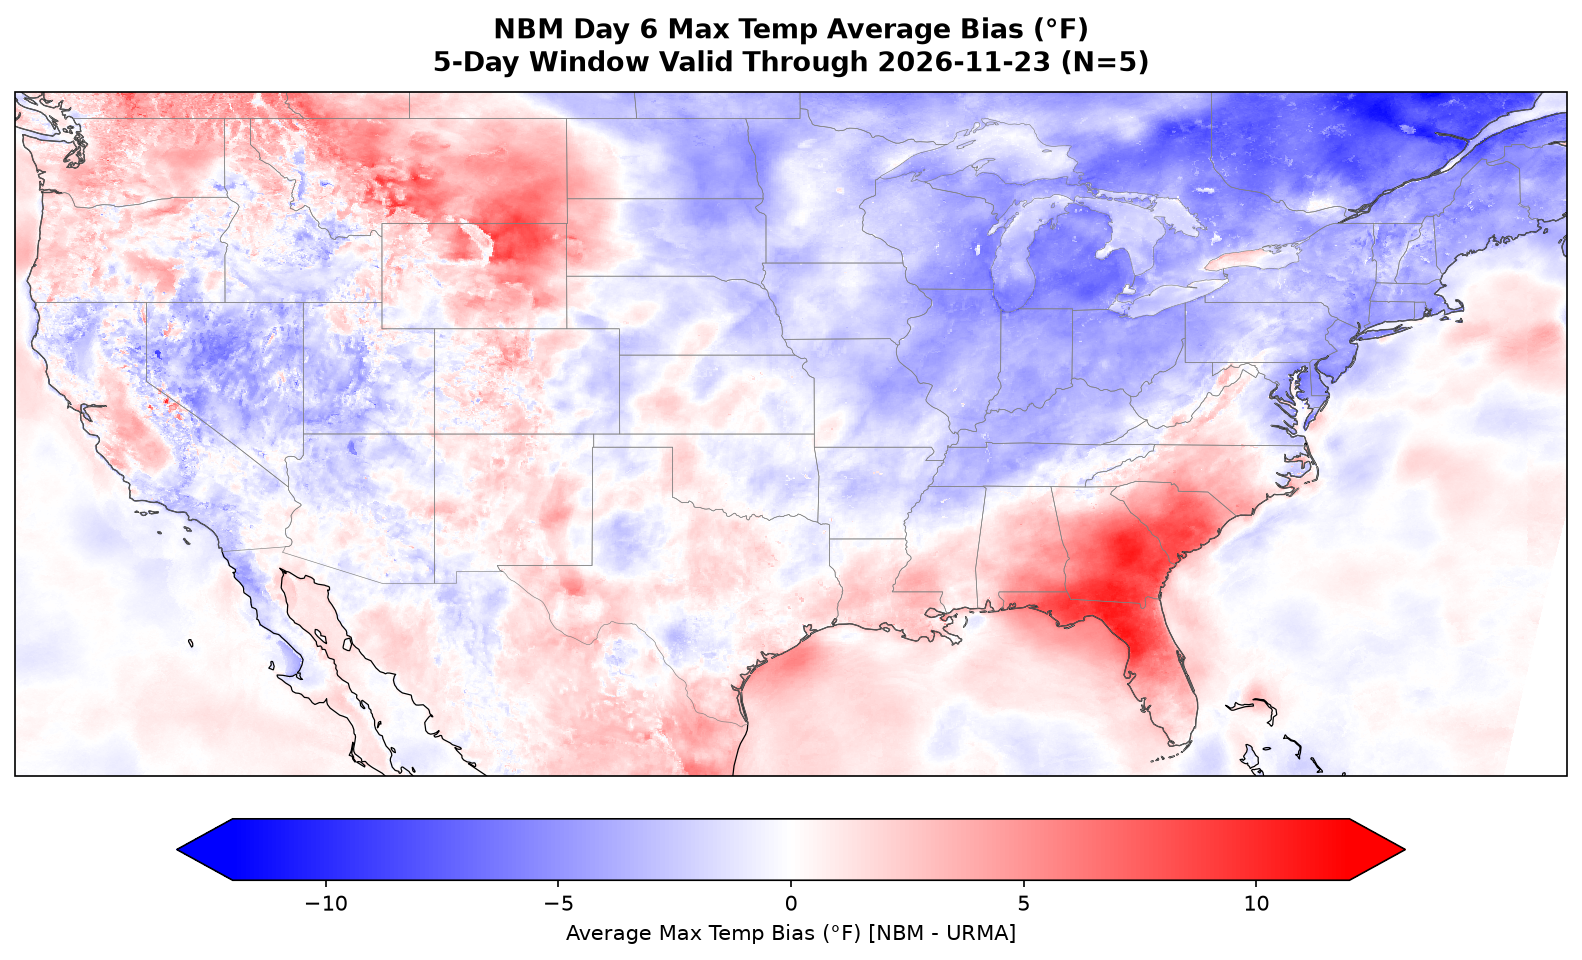 NBM Day 6 Max Temp Average Bias (°F)
5-Day Window Valid Through 2026-11-23 (N=5)
−10 −5 0 5 10
Average Max Temp Bias (°F) [NBM - URMA]